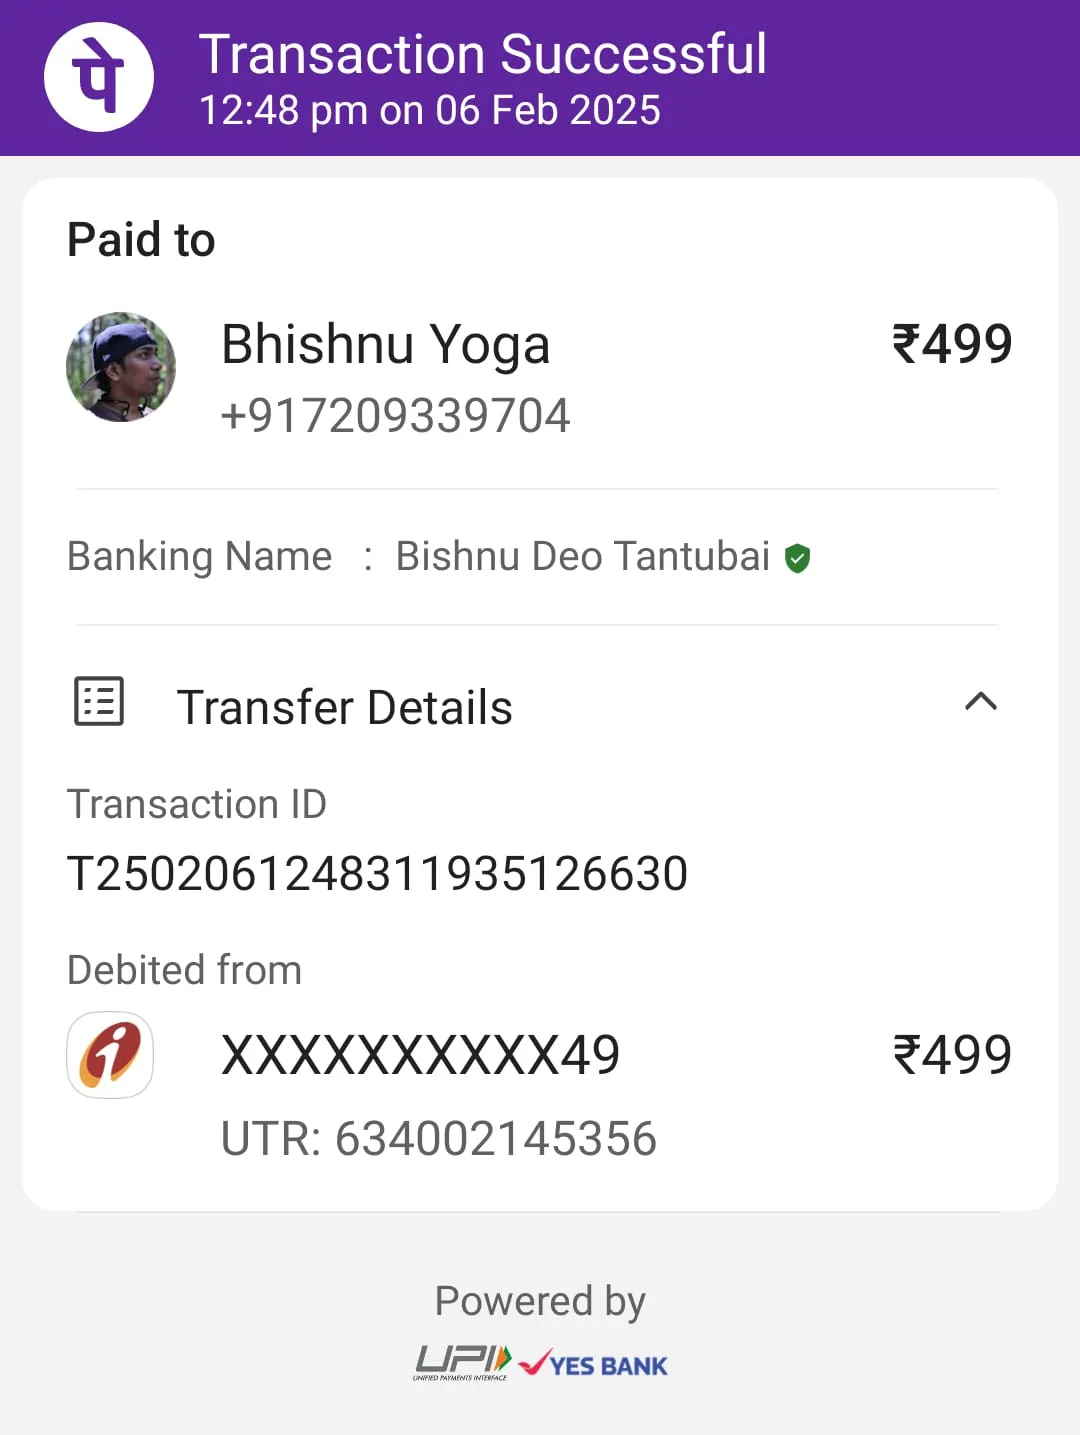 पे
Transaction Successful
12:48 pm on 06 Feb 2025
Paid to
Bhishnu Yoga
₹499
+917209339704
Banking Name : Bishnu Deo Tantubai
Transfer Details
Transaction ID
T2502061248311935126630
Debited from
XXXXXXXXXX49
₹499
UTR: 634002145356
Powered by
UPI
UNIFIED PAYMENTS INTERFACE
YES BANK